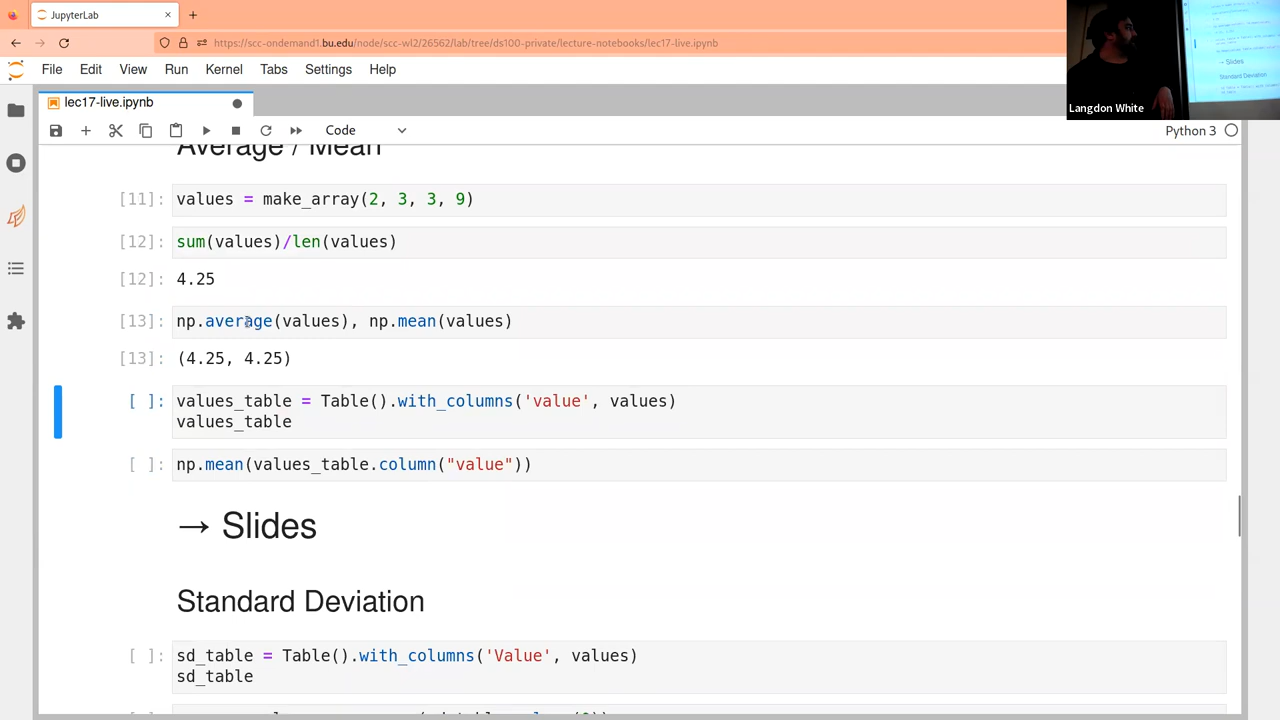 JupyterLab
https://scc-ondemand1.bu.edu/node/scc-wl2/26562/lab/tree/ds100-private/lecture-notebooks/lec17-live.ipynb
File Edit View Run Kernel Tabs Settings Help
lec17-live.ipynb
Code
Python 3
Average / Mean
[11]: values = make_array(2, 3, 3, 9)
[12]: sum(values)/len(values)
[12]: 4.25
[13]: np.average(values), np.mean(values)
[13]: (4.25, 4.25)
[ ]: values_table = Table().with_columns('value', values)
values_table
[ ]: np.mean(values_table.column("value"))
→ Slides
Standard Deviation
[ ]: sd_table = Table().with_columns('Value', values)
sd_table
→ Slides
Standard Deviation
Langdon White